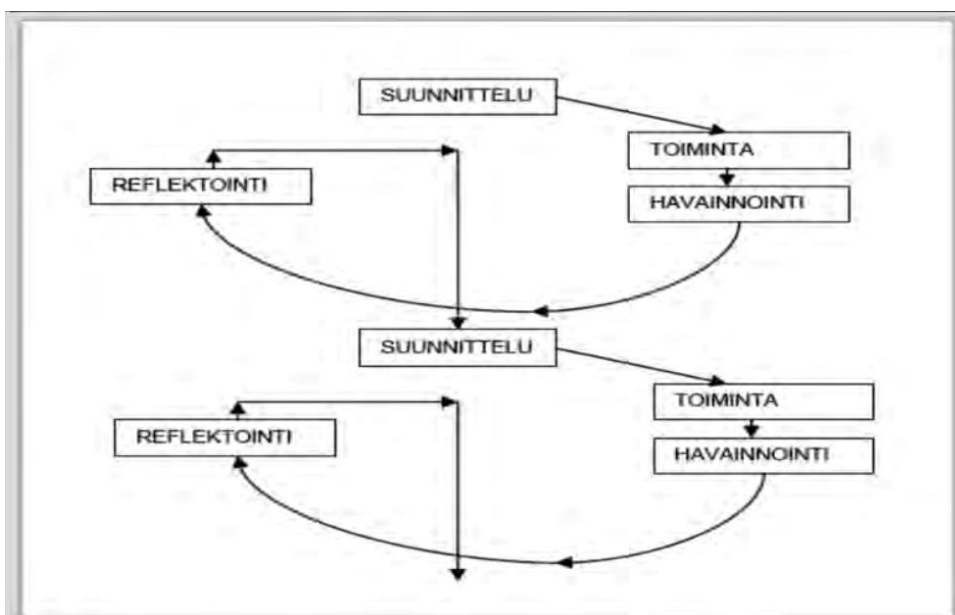 SUUNNITTELU
TOIMINTA
REFLEKTOINTI
HAVAINNOINTI
SUUNNITTELU
TOIMINTA
REFLEKTOINTI
HAVAINNOINTI